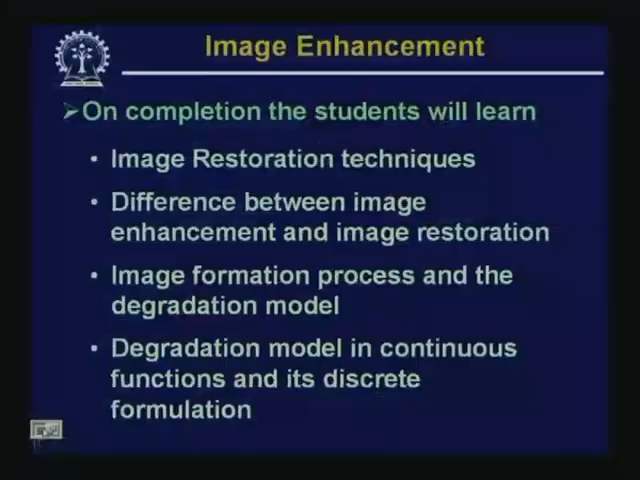 Image Enhancement
➢On completion the students will learn
• Image Restoration techniques
• Difference between image
enhancement and image restoration
• Image formation process and the
degradation model
• Degradation model in continuous
functions and its discrete
formulation